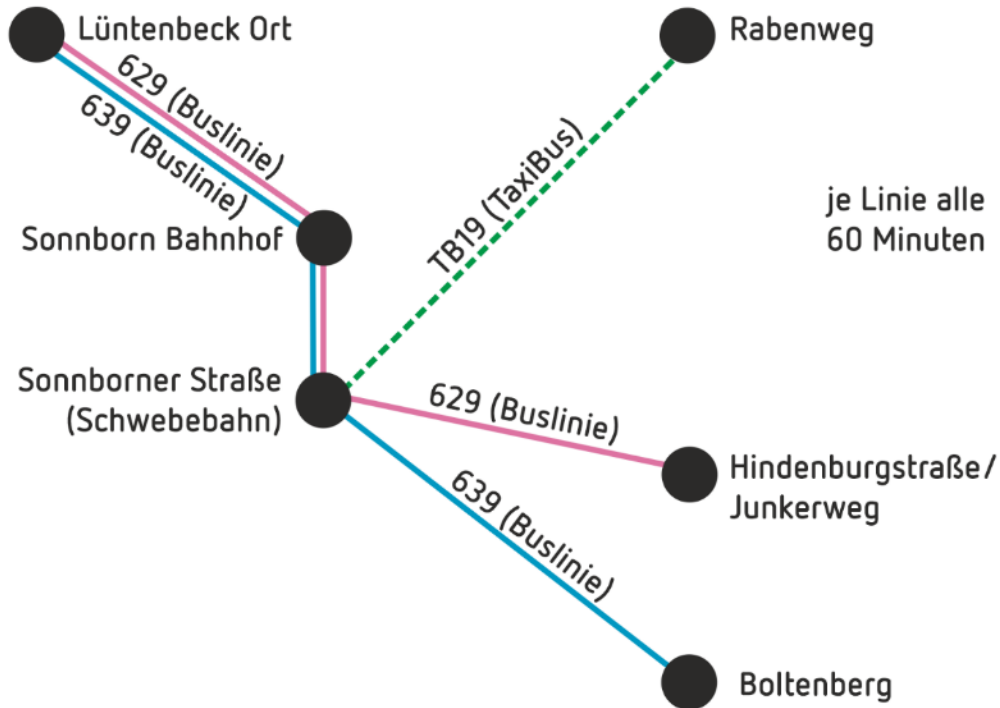 Lüntenbeck Ort
Rabenweg
629 (Buslinie)
639 (Buslinie)
TB19 (TaxiBus)
je Linie alle
60 Minuten
Sonnborn Bahnhof
Sonnborner Straße
(Schwebebahn)
629 (Buslinie)
Hindenburgstraße/
Junkerweg
639 (Buslinie)
Boltenberg